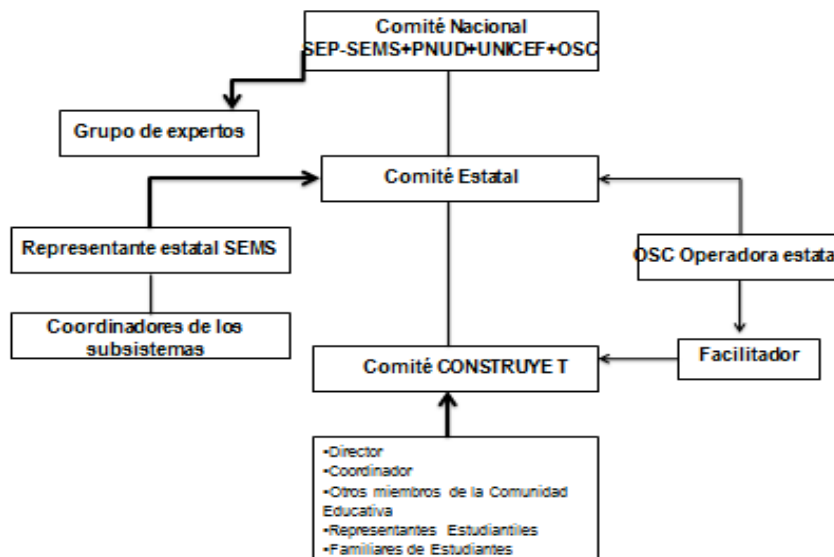 Comité Nacional
SEP-SEMS+PNUD+UNICEF+OSC
Grupo de expertos
Comité Estatal
Representante estatal SEMS
OSC Operadora estatal
Coordinadores de los
subsistemas
Comité CONSTRUYE T
Facilitador
•Director
•Coordinador
•Otros miembros de la Comunidad
Educativa
•Representantes Estudiantiles
•Familiares de Estudiantes